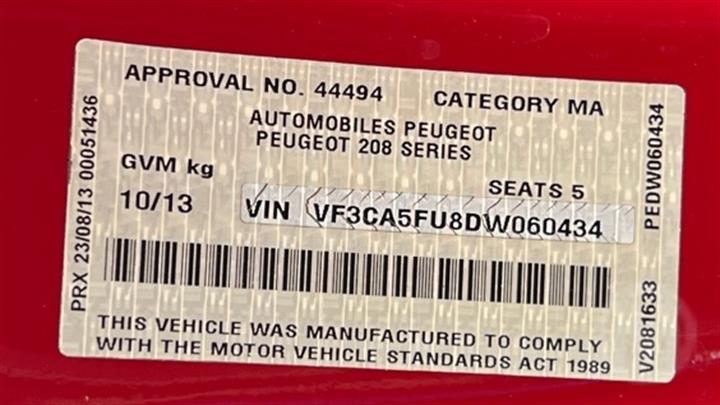 APPROVAL NO. 44494 CATEGORY MA
AUTOMOBILES PEUGEOT
PEUGEOT 208 SERIES
GVM kg
SEATS 5
10/13
VIN VF3CA5FU8DW060434
THIS VEHICLE WAS MANUFACTURED TO COMPLY
WITH THE MOTOR VEHICLE STANDARDS ACT 1989
PRX 23/08/13 00051436
PEDW060434
V2081633